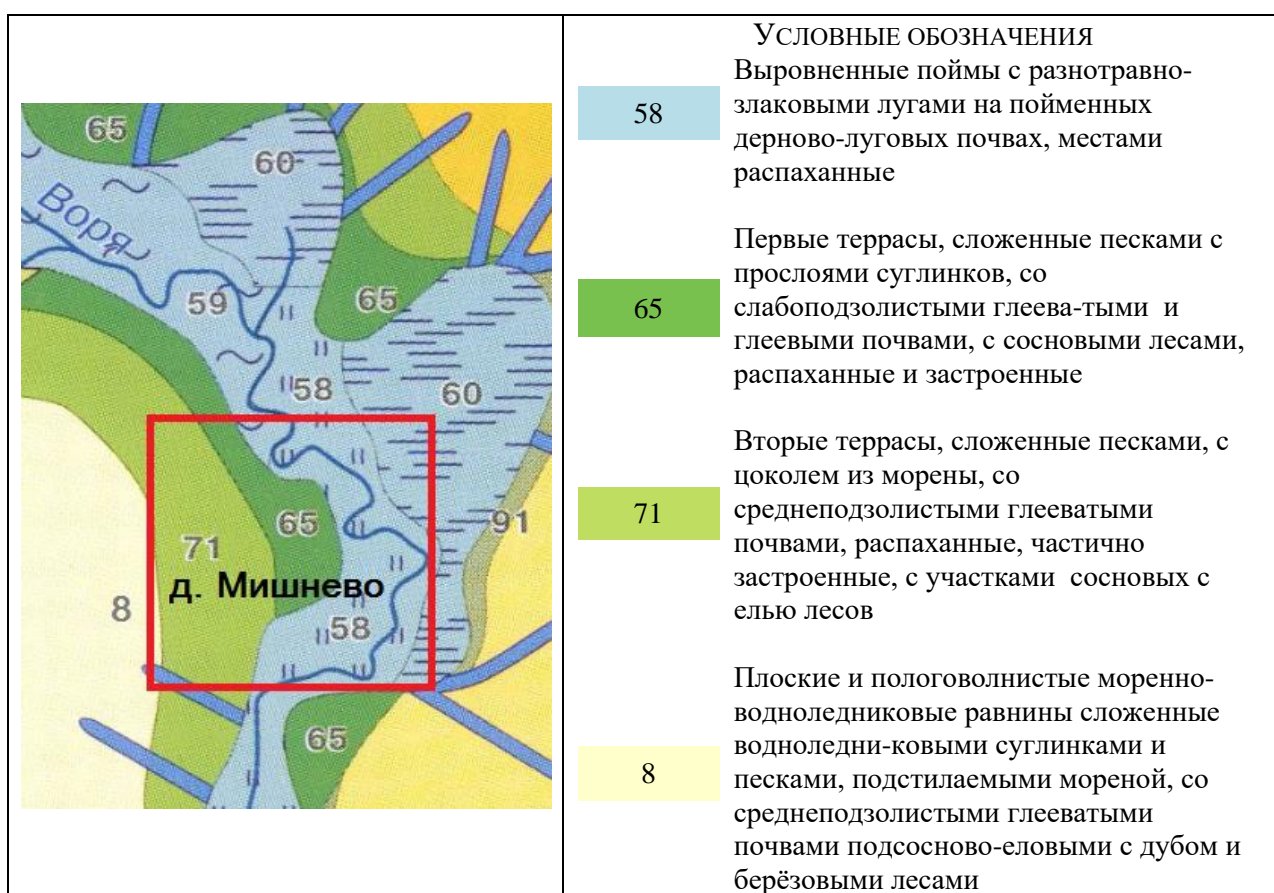 65
60
Воря
59
65
58
60
65
91
71
д. Мишнево
8
58
65
УСЛОВНЫЕ ОБОЗНАЧЕНИЯ
58
Выровненные поймы с разнотравно-
злаковыми лугами на пойменных
дерново-луговых почвах, местами
распаханные
65
Первые террасы, сложенные песками с
прослоями суглинков, со
слабоподзолистыми глеева-тыми и
глеевыми почвами, с сосновыми лесами,
распаханные и застроенные
71
Вторые террасы, сложенные песками, с
цоколем из морены, со
среднеподзолистыми глееватыми
почвами, распаханные, частично
застроенные, с участками сосновых с
елью лесов
8
Плоские и пологоволнистые моренно-
водноледниковые равнины сложенные
водноледни-ковыми суглинками и
песками, подстилаемыми мореной, со
среднеподзолистыми глееватыми
почвами подсосново-еловыми с дубом и
берёзовыми лесами